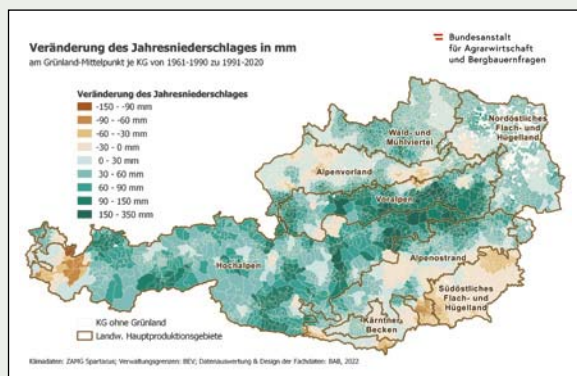 Veränderung des Jahresniederschlages in mm
am Grünland-Mittelpunkt je KG von 1961-1990 zu 1991-2020
Bundesanstalt
für Agrarwirtschaft
und Bergbauernfragen
Veränderung des Jahresniederschlages
-150 - -90 mm
-90 - -60 mm
-60 - -30 mm
-30 - 0 mm
0 - 30 mm
30 - 60 mm
60 - 90 mm
90 - 150 mm
150 - 350 mm
Wald- und
Mühlviertel
Nordöstliches
Flach- und
Hügelland
Alpenvorland
Voralpen
Hochalpen
Alpenostrand
Südöstliches
Flach- und
Hügelland
Kärntner
Becken
KG ohne Grünland
Landw. Hauptproduktionsgebiete
Klimadaten: ZAMG Spartacus; Verwaltungsgrenzen: BEV; Datenauswertung & Design der Fachdaten: BAB, 2022